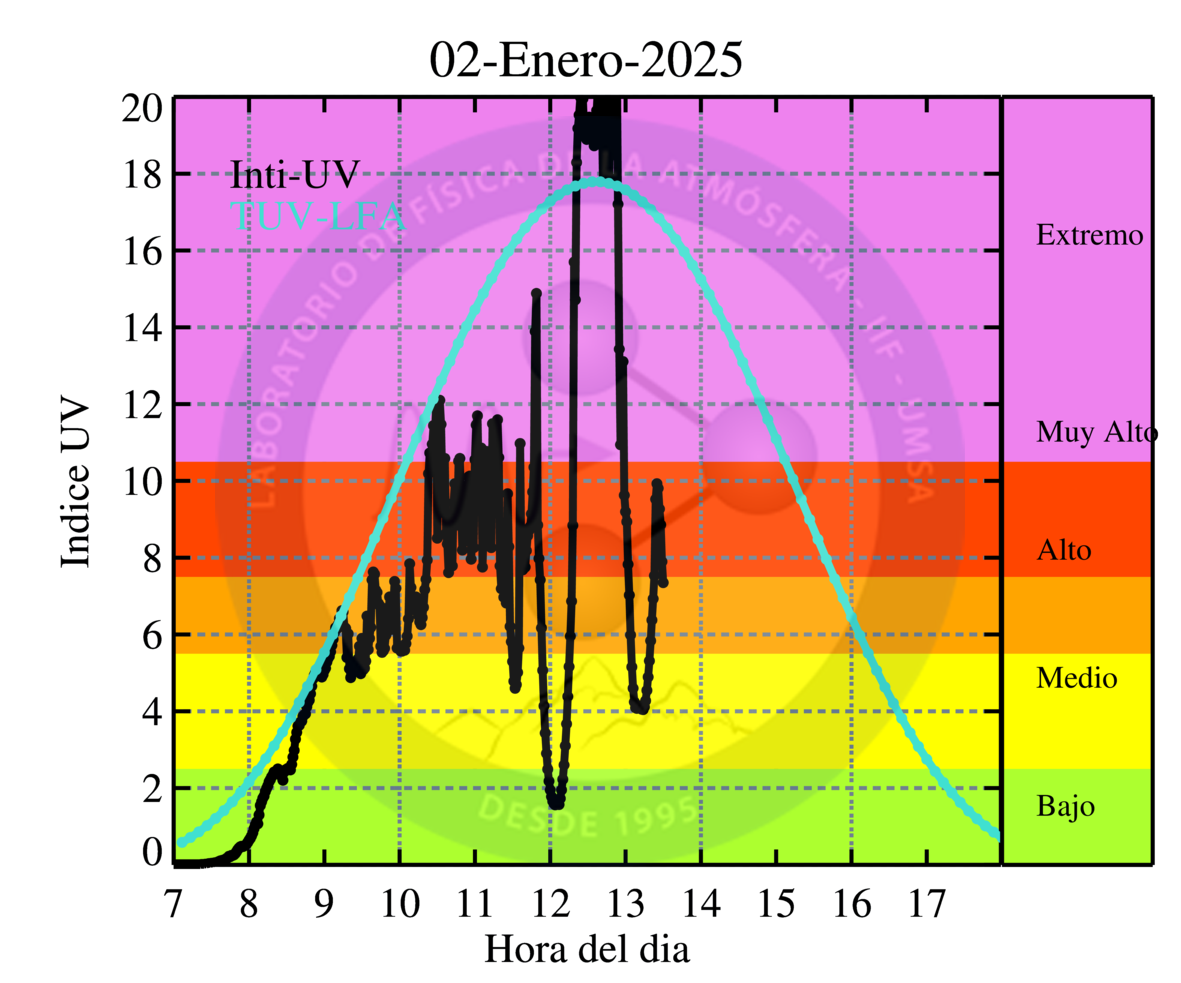 02-Enero-2025
Indice UV
20
18
16
14
12
10
8
6
4
2
0
Inti-UV
TUV-LFA
LABORATORIO DE FÍSICA DE LA ATMÓSFERA - IIF - UMSA
DESDE 1995
Extremo
Muy Alto
Alto
Medio
Bajo
7 8 9 10 11 12 13 14 15 16 17
Hora del dia